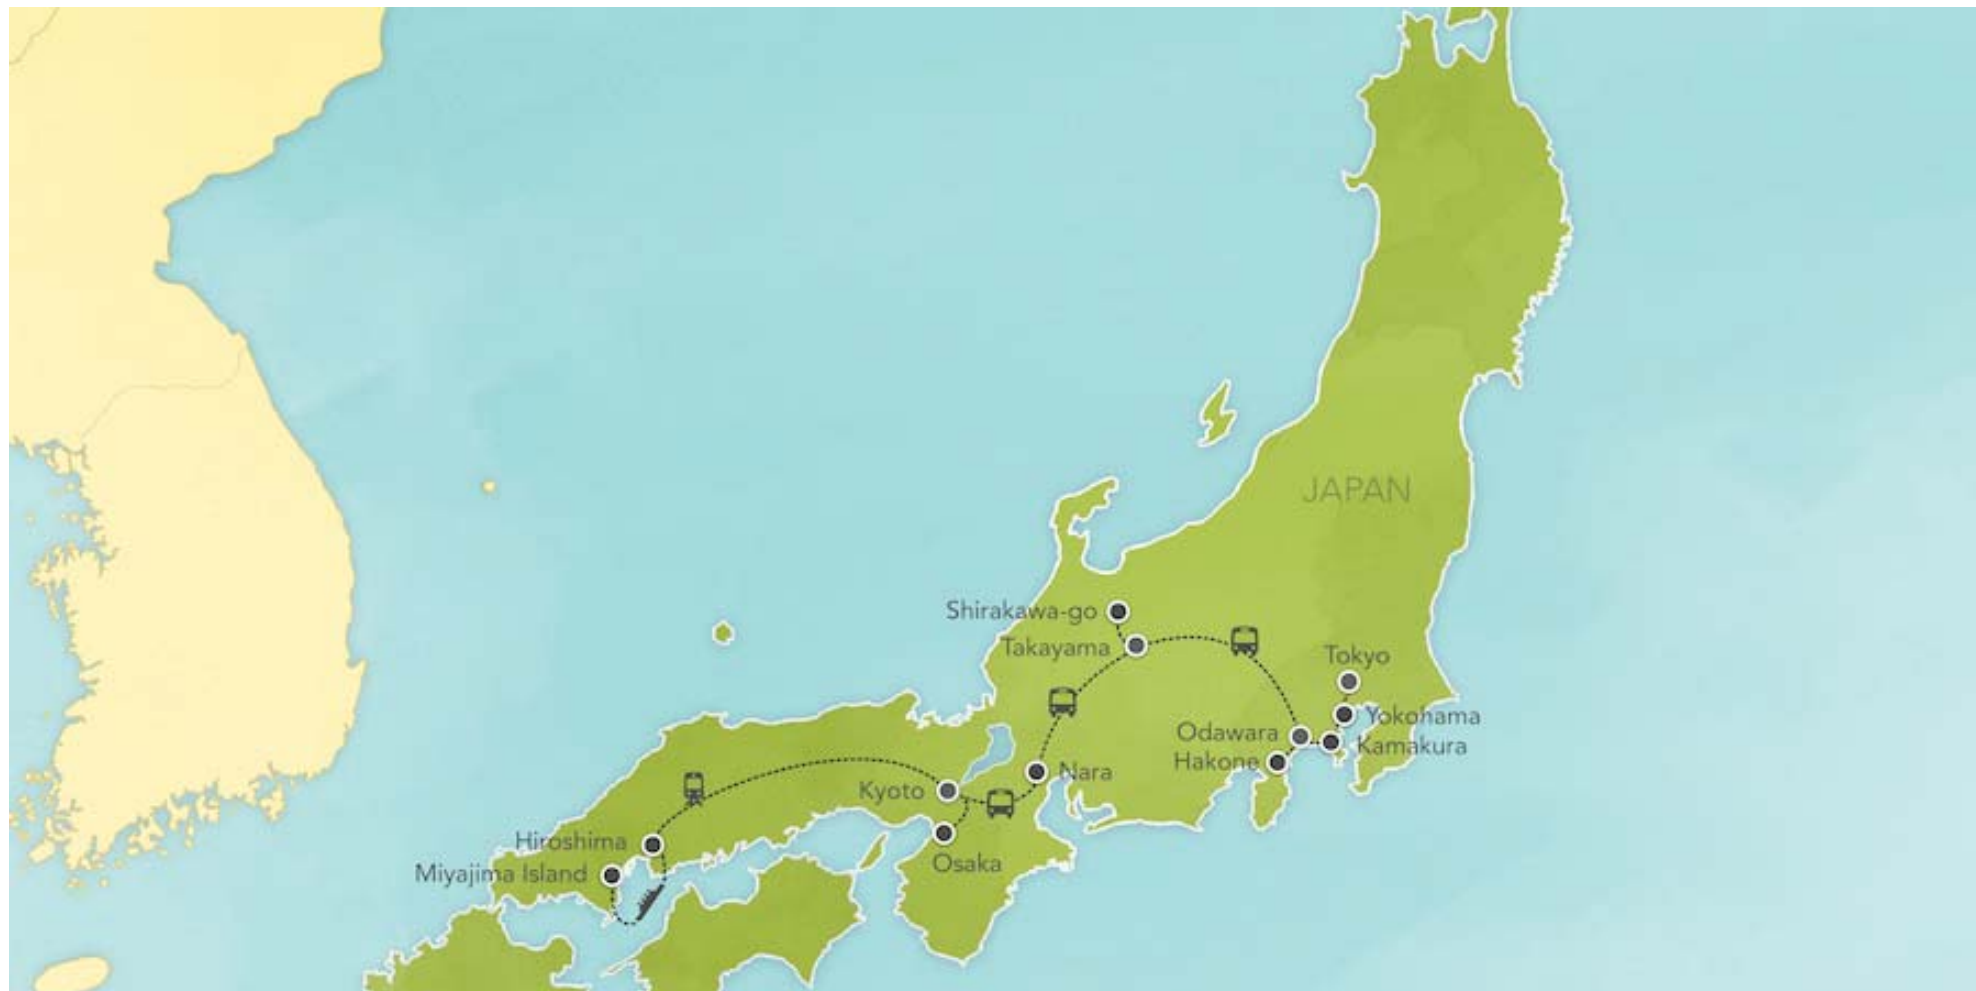 JAPAN
Shirakawa-go
Takayama
Tokyo
Yokohama
Odawara
Kamakura
Hakone
Nara
Kyoto
Hiroshima
Osaka
Miyajima Island